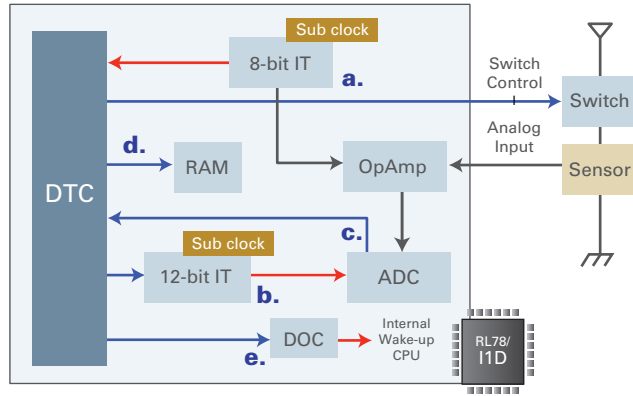 Sub clock
8-bit IT
a.
Switch
Control
Switch
Analog
Input
d.
RAM
OpAmp
Sensor
DTC
c.
Sub clock
12-bit IT
b.
ADC
e.
DOC
Internal
Wake-up
CPU
RL78/
I1D